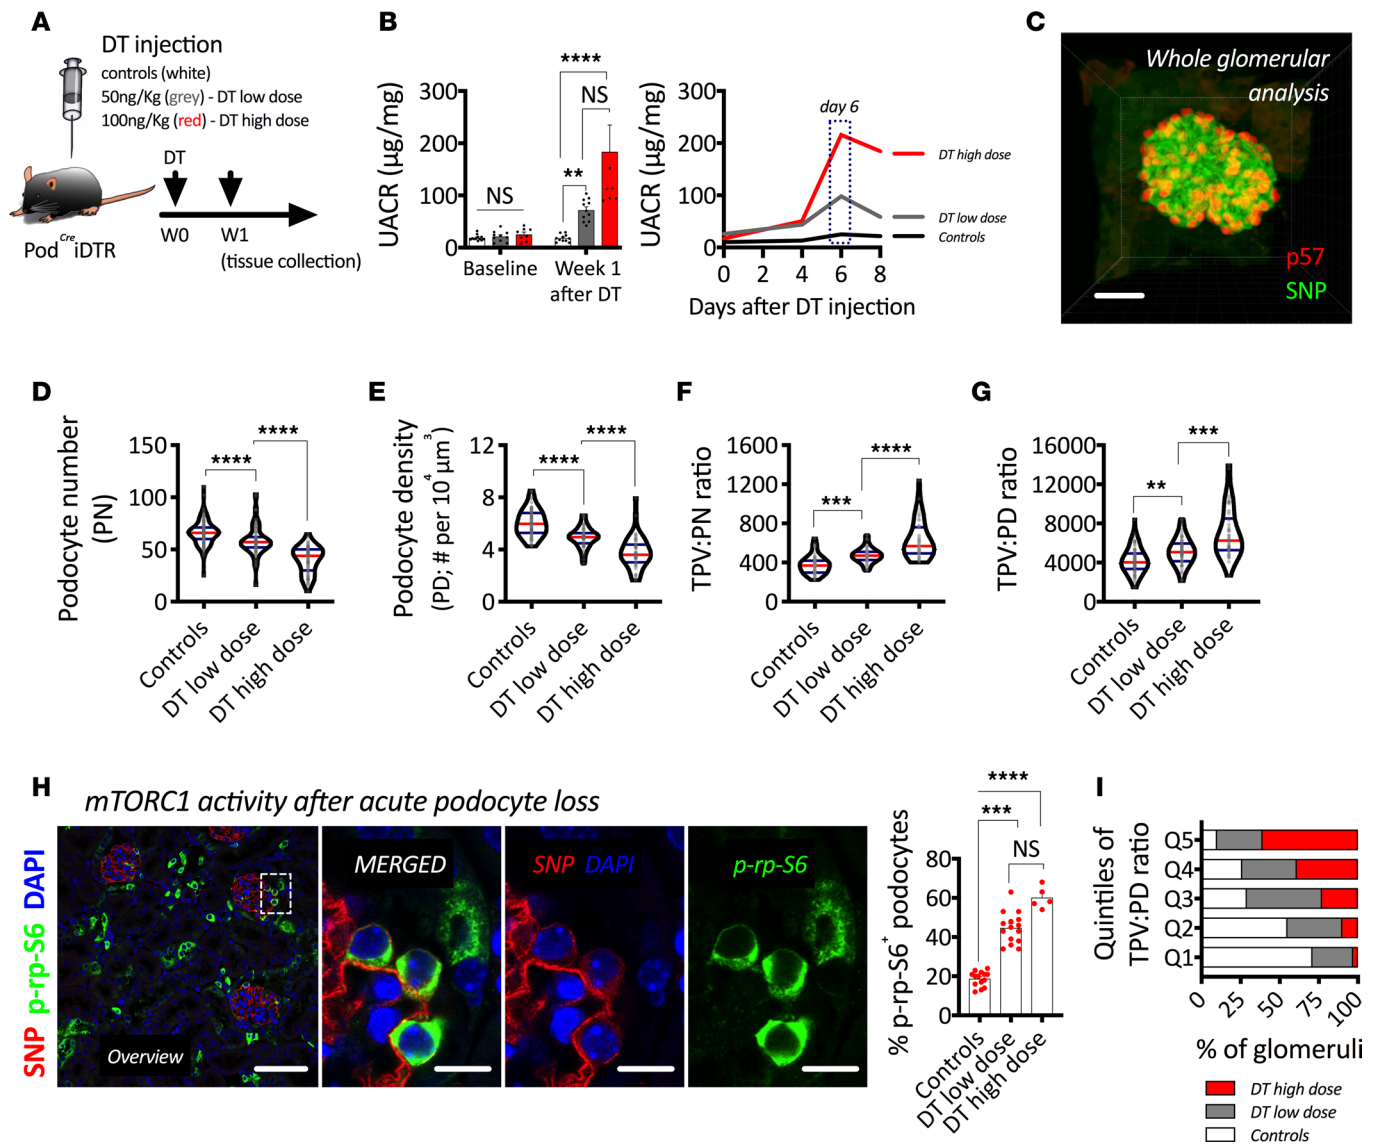 A
DT injection
controls (white)
50ng/Kg (grey) - DT low dose
100ng/Kg (red) - DT high dose
DT
W0
W1
(tissue collection)
Pod Cre iDTR
B
UACR (µg/mg)
300
200
100
0
NS
****
NS
**
Baseline
Week 1
after DT
UACR (µg/mg)
300
200
100
0
day 6
DT high dose
DT low dose
Controls
0 2 4 6 8
Days after DT injection
C
Whole glomerular
analysis
p57
SNP
D
Podocyte number
(PN)
150
100
50
0
****
****
Controls
DT low dose
DT high dose
E
Podocyte density
(PD; # per 10⁴ µm³)
12
8
4
0
****
****
Controls
DT low dose
DT high dose
F
TPV:PN ratio
1600
1200
800
400
0
***
****
Controls
DT low dose
DT high dose
G
TPV:PD ratio
16000
12000
8000
4000
0
**
***
Controls
DT low dose
DT high dose
H
mTORC1 activity after acute podocyte loss
SNP p-rp-S6 DAPI
Overview
MERGED
SNP DAPI
p-rp-S6
% p-rp-S6⁺ podocytes
80
60
40
20
0
****
***
NS
Controls
DT low dose
DT high dose
I
Quintiles of
TPV:PD ratio
Q5
Q4
Q3
Q2
Q1
0 25 50 75 100
% of glomeruli
DT high dose
DT low dose
Controls